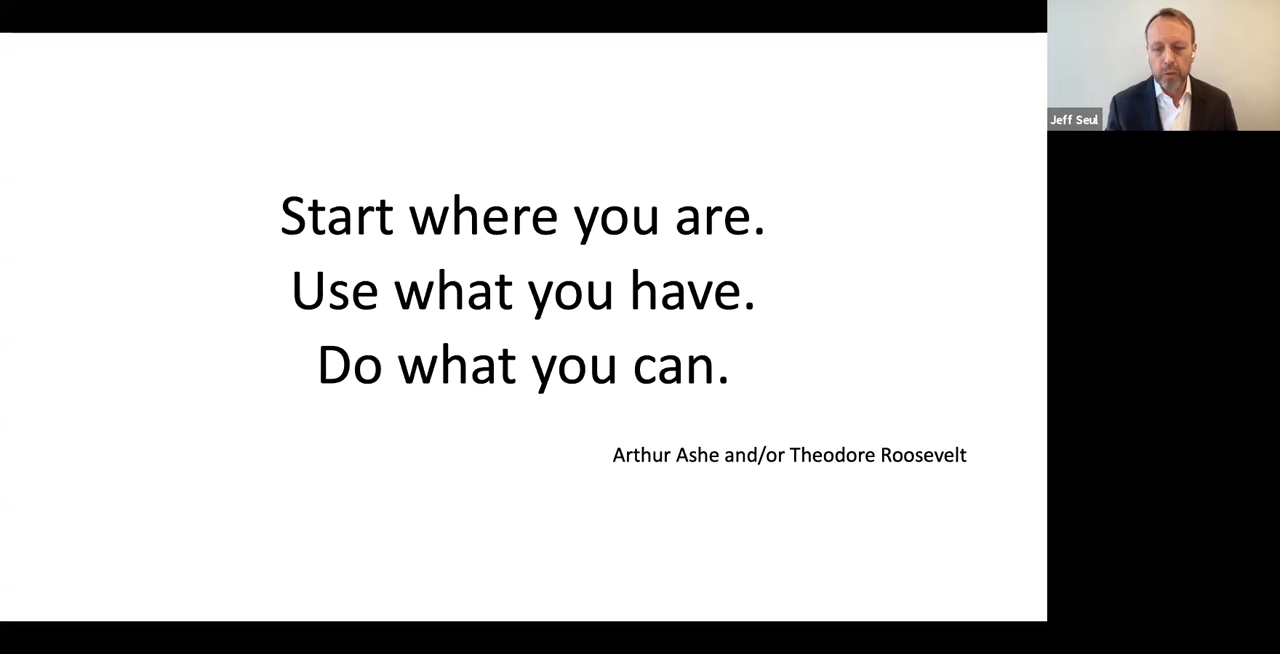 Start where you are.
Use what you have.
Do what you can.
Arthur Ashe and/or Theodore Roosevelt
Jeff Seul